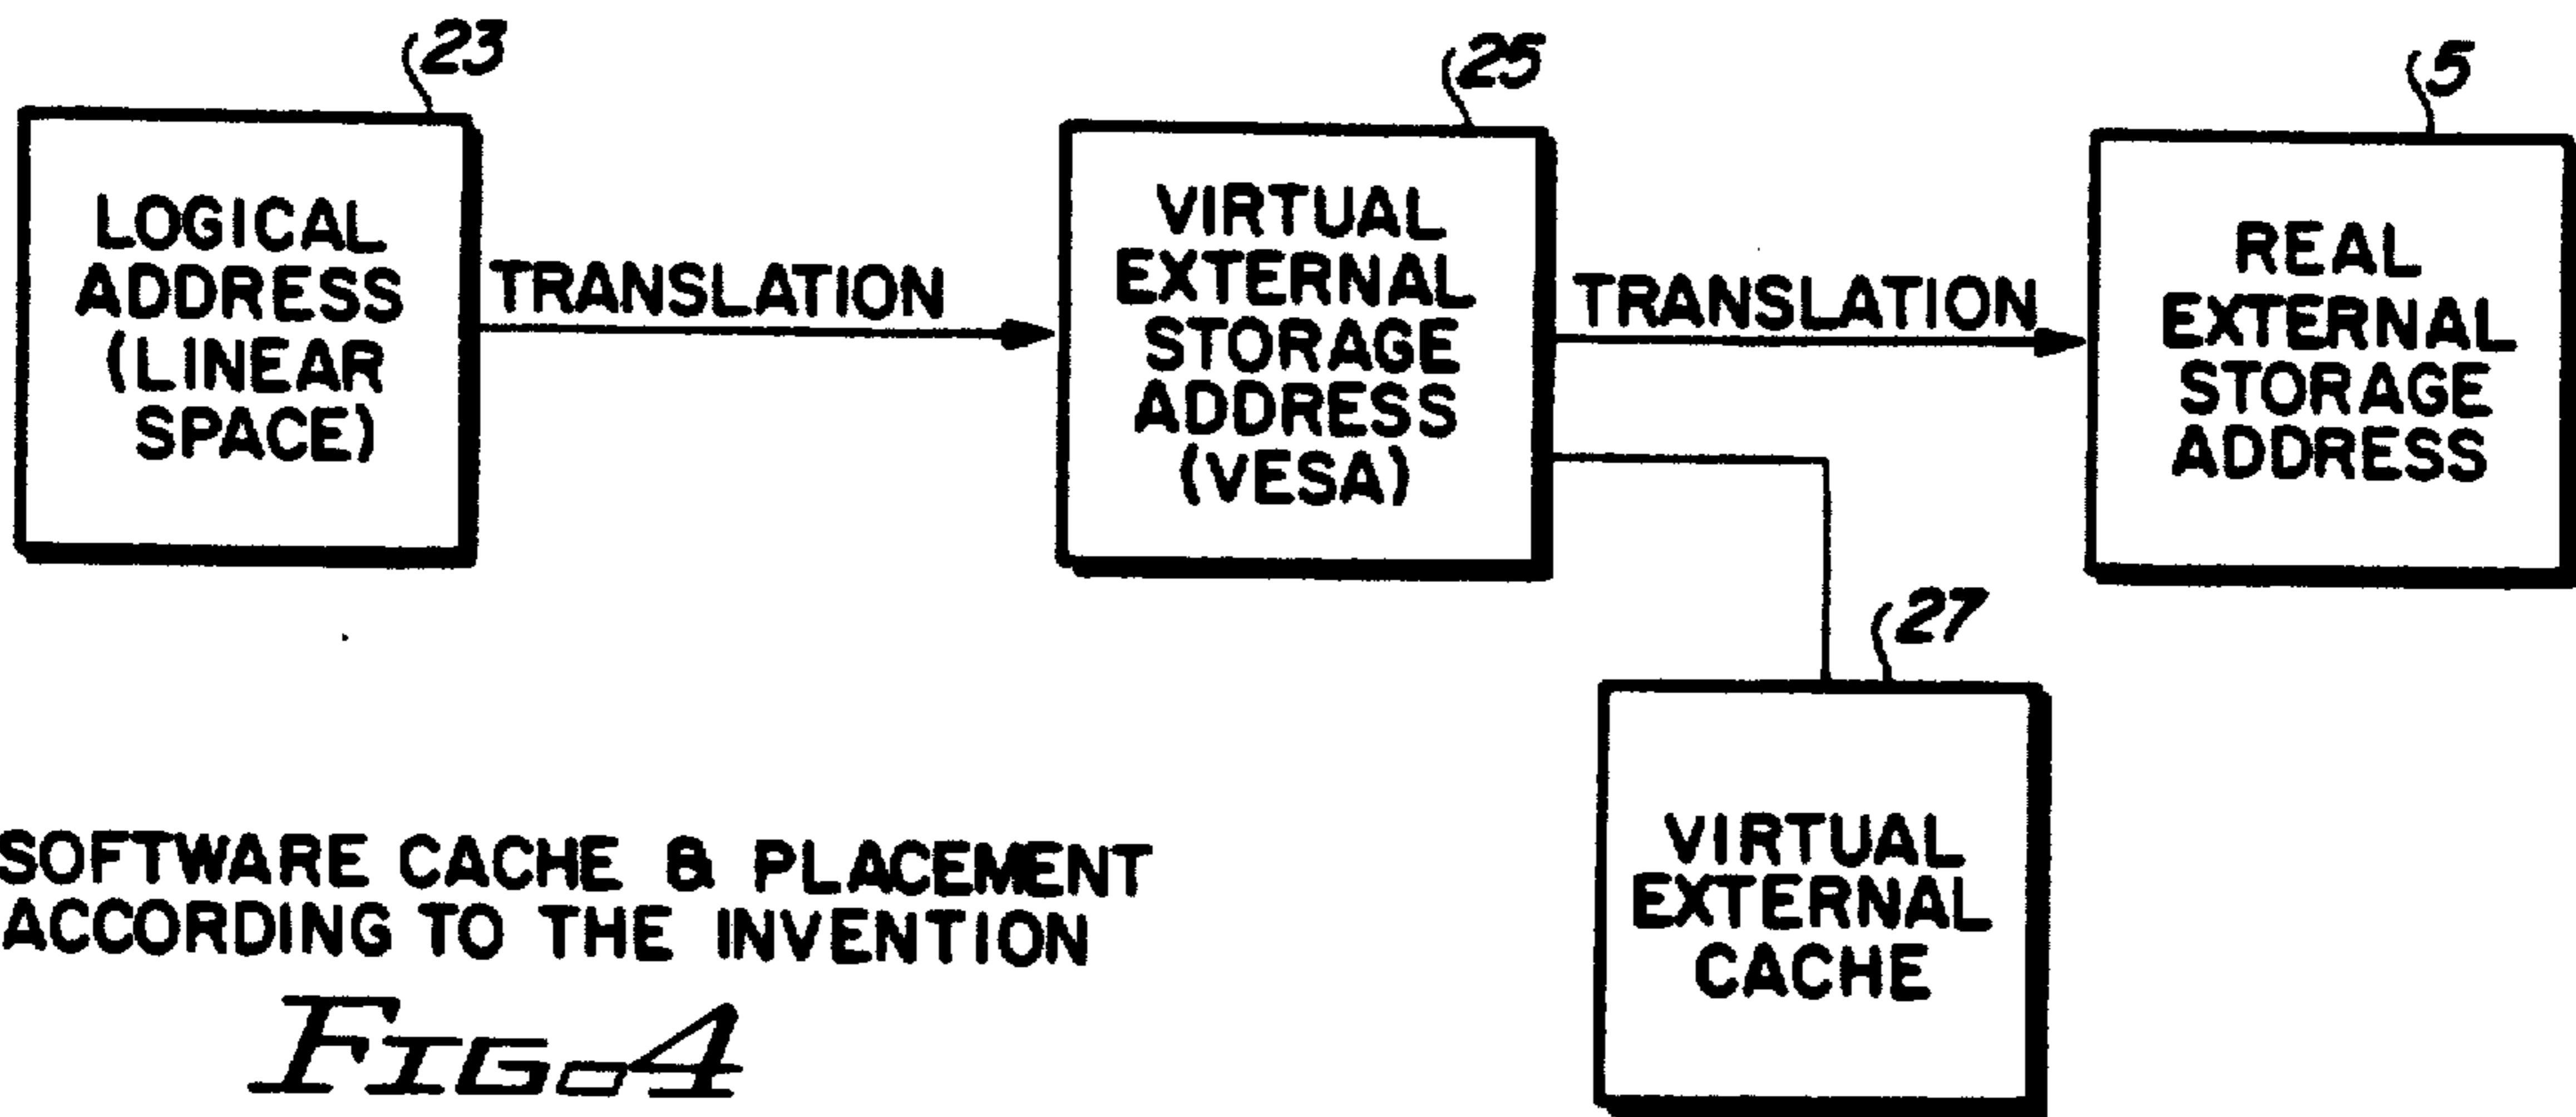 23
LOGICAL
ADDRESS
(LINEAR
SPACE)
TRANSLATION
25
VIRTUAL
EXTERNAL
STORAGE
ADDRESS
(VESA)
TRANSLATION
5
REAL
EXTERNAL
STORAGE
ADDRESS
27
VIRTUAL
EXTERNAL
CACHE
SOFTWARE CACHE & PLACEMENT
ACCORDING TO THE INVENTION
FIG. 4